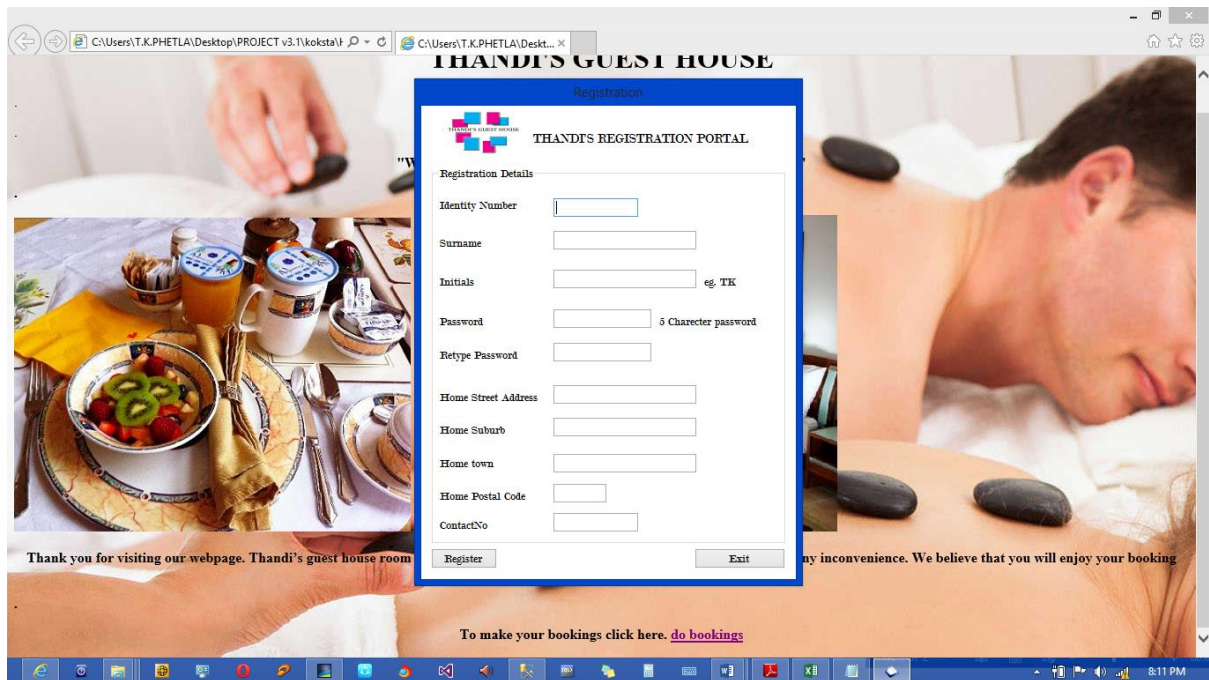 C:\Users\T.K.PHETLA\Desktop\PROJECT v3.1\koksta\
C:\Users\T.K.PHETLA\Deskt...
THANDI'S GUEST HOUSE
Registration
THANDI'S GUEST HOUSE
THANDI'S REGISTRATION PORTAL
"W
Registration Details
Identity Number
Surname
Initials
eg. TK
Password
5 Charecter password
Retype Password
Home Street Address
Home Suburb
Home town
Home Postal Code
ContactNo
Register
Exit
Thank you for visiting our webpage. Thandi's guest house room
ny inconvenience. We believe that you will enjoy your booking
To make your bookings click here. do bookings
8:11 PM